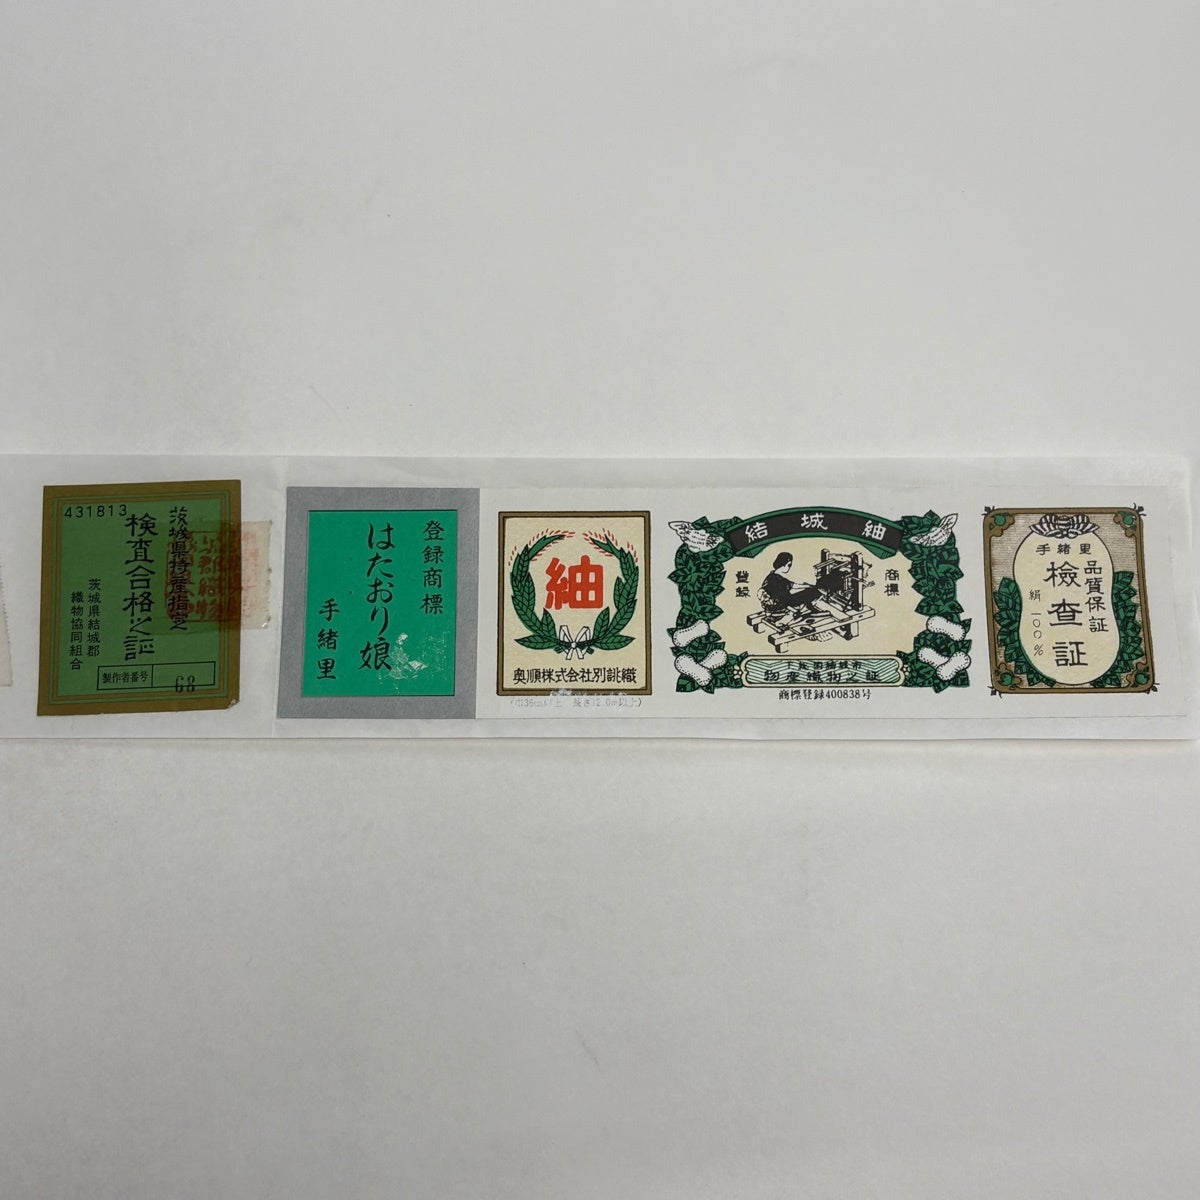 431813
茨城県特産指定
検査合格之証
茨城県結城郡
織物協同組合
製作者番号
68
登録商標
はたおり娘
手緒里
紬
奥順株式会社別誂織
結城紬
登録
商標
物産織物之証
商標登録400838号
手緒里
品質保証
檢査証
絹一〇〇%